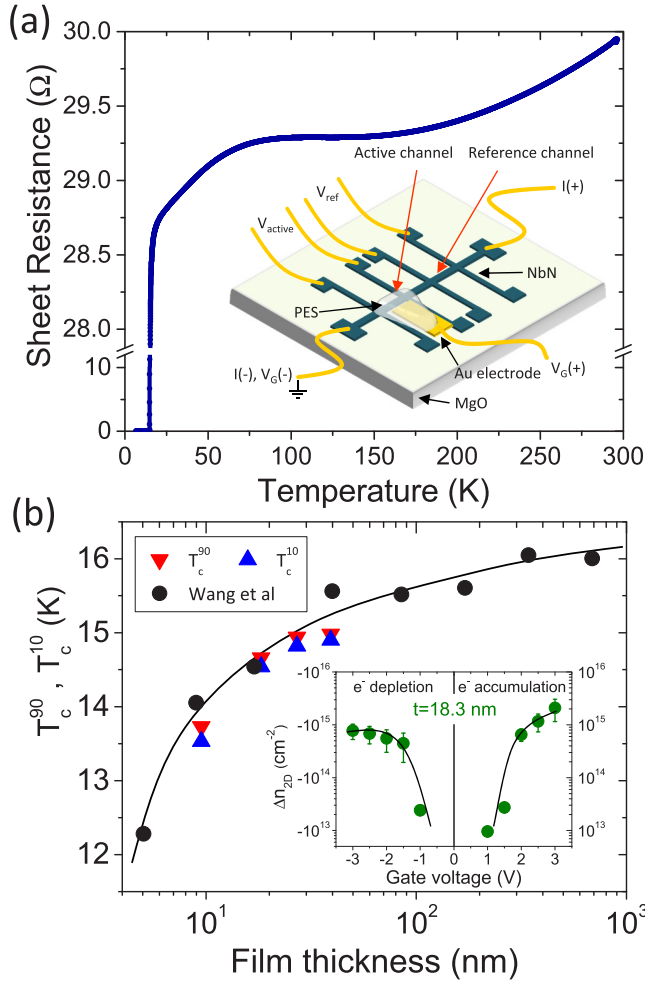 (a)
Sheet Resistance (Ω)
30.0
29.5
29.0
28.5
28.0
10
0
Active channel
Reference channel
V_ref
I(+)
V_active
NbN
PES
I(-), V_G(-)
Au electrode
V_G(+)
MgO
0 50 100 150 200 250 300
Temperature (K)
(b)
T_c^90 , T_c^10 (K)
16
15
14
13
12
T_c^90 T_c^10
Wang et al
e^- depletion e^- accumulation
t=18.3 nm
Δn_2D (cm^-2)
-10^16
-10^15
-10^14
-10^13
10^16
10^15
10^14
10^13
-3 -2 -1 0 1 2 3
Gate voltage (V)
10^1 10^2 10^3
Film thickness (nm)